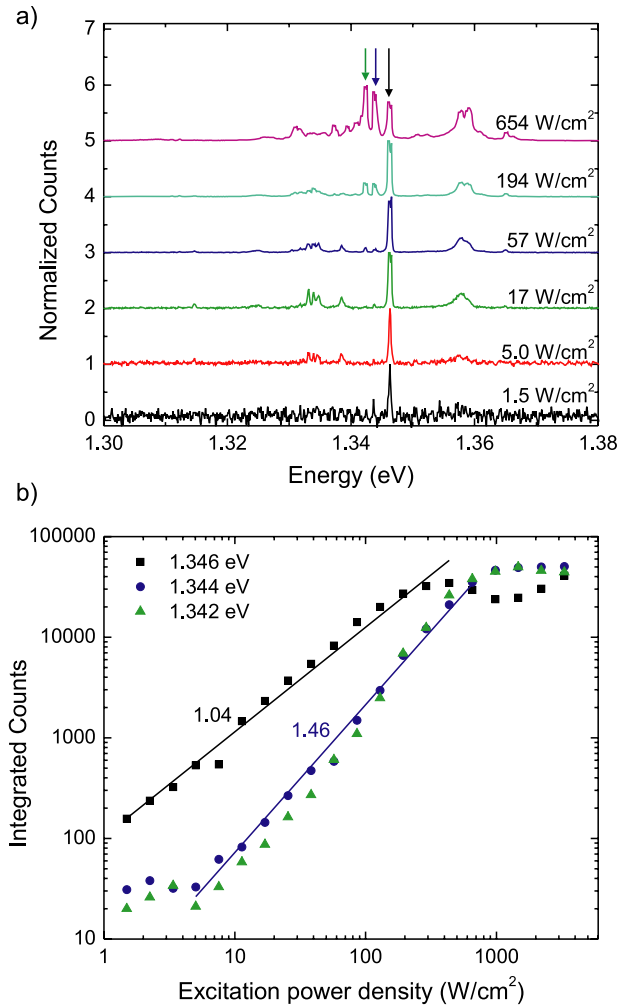 a)
7
6
5
4
3
2
1
0
Normalized Counts
654 W/cm²
194 W/cm²
57 W/cm²
17 W/cm²
5.0 W/cm²
1.5 W/cm²
1.30 1.32 1.34 1.36 1.38
Energy (eV)
b)
100000
10000
1000
100
10
Integrated Counts
1.346 eV
1.344 eV
1.342 eV
1.04
1.46
1 10 100 1000
Excitation power density (W/cm²)